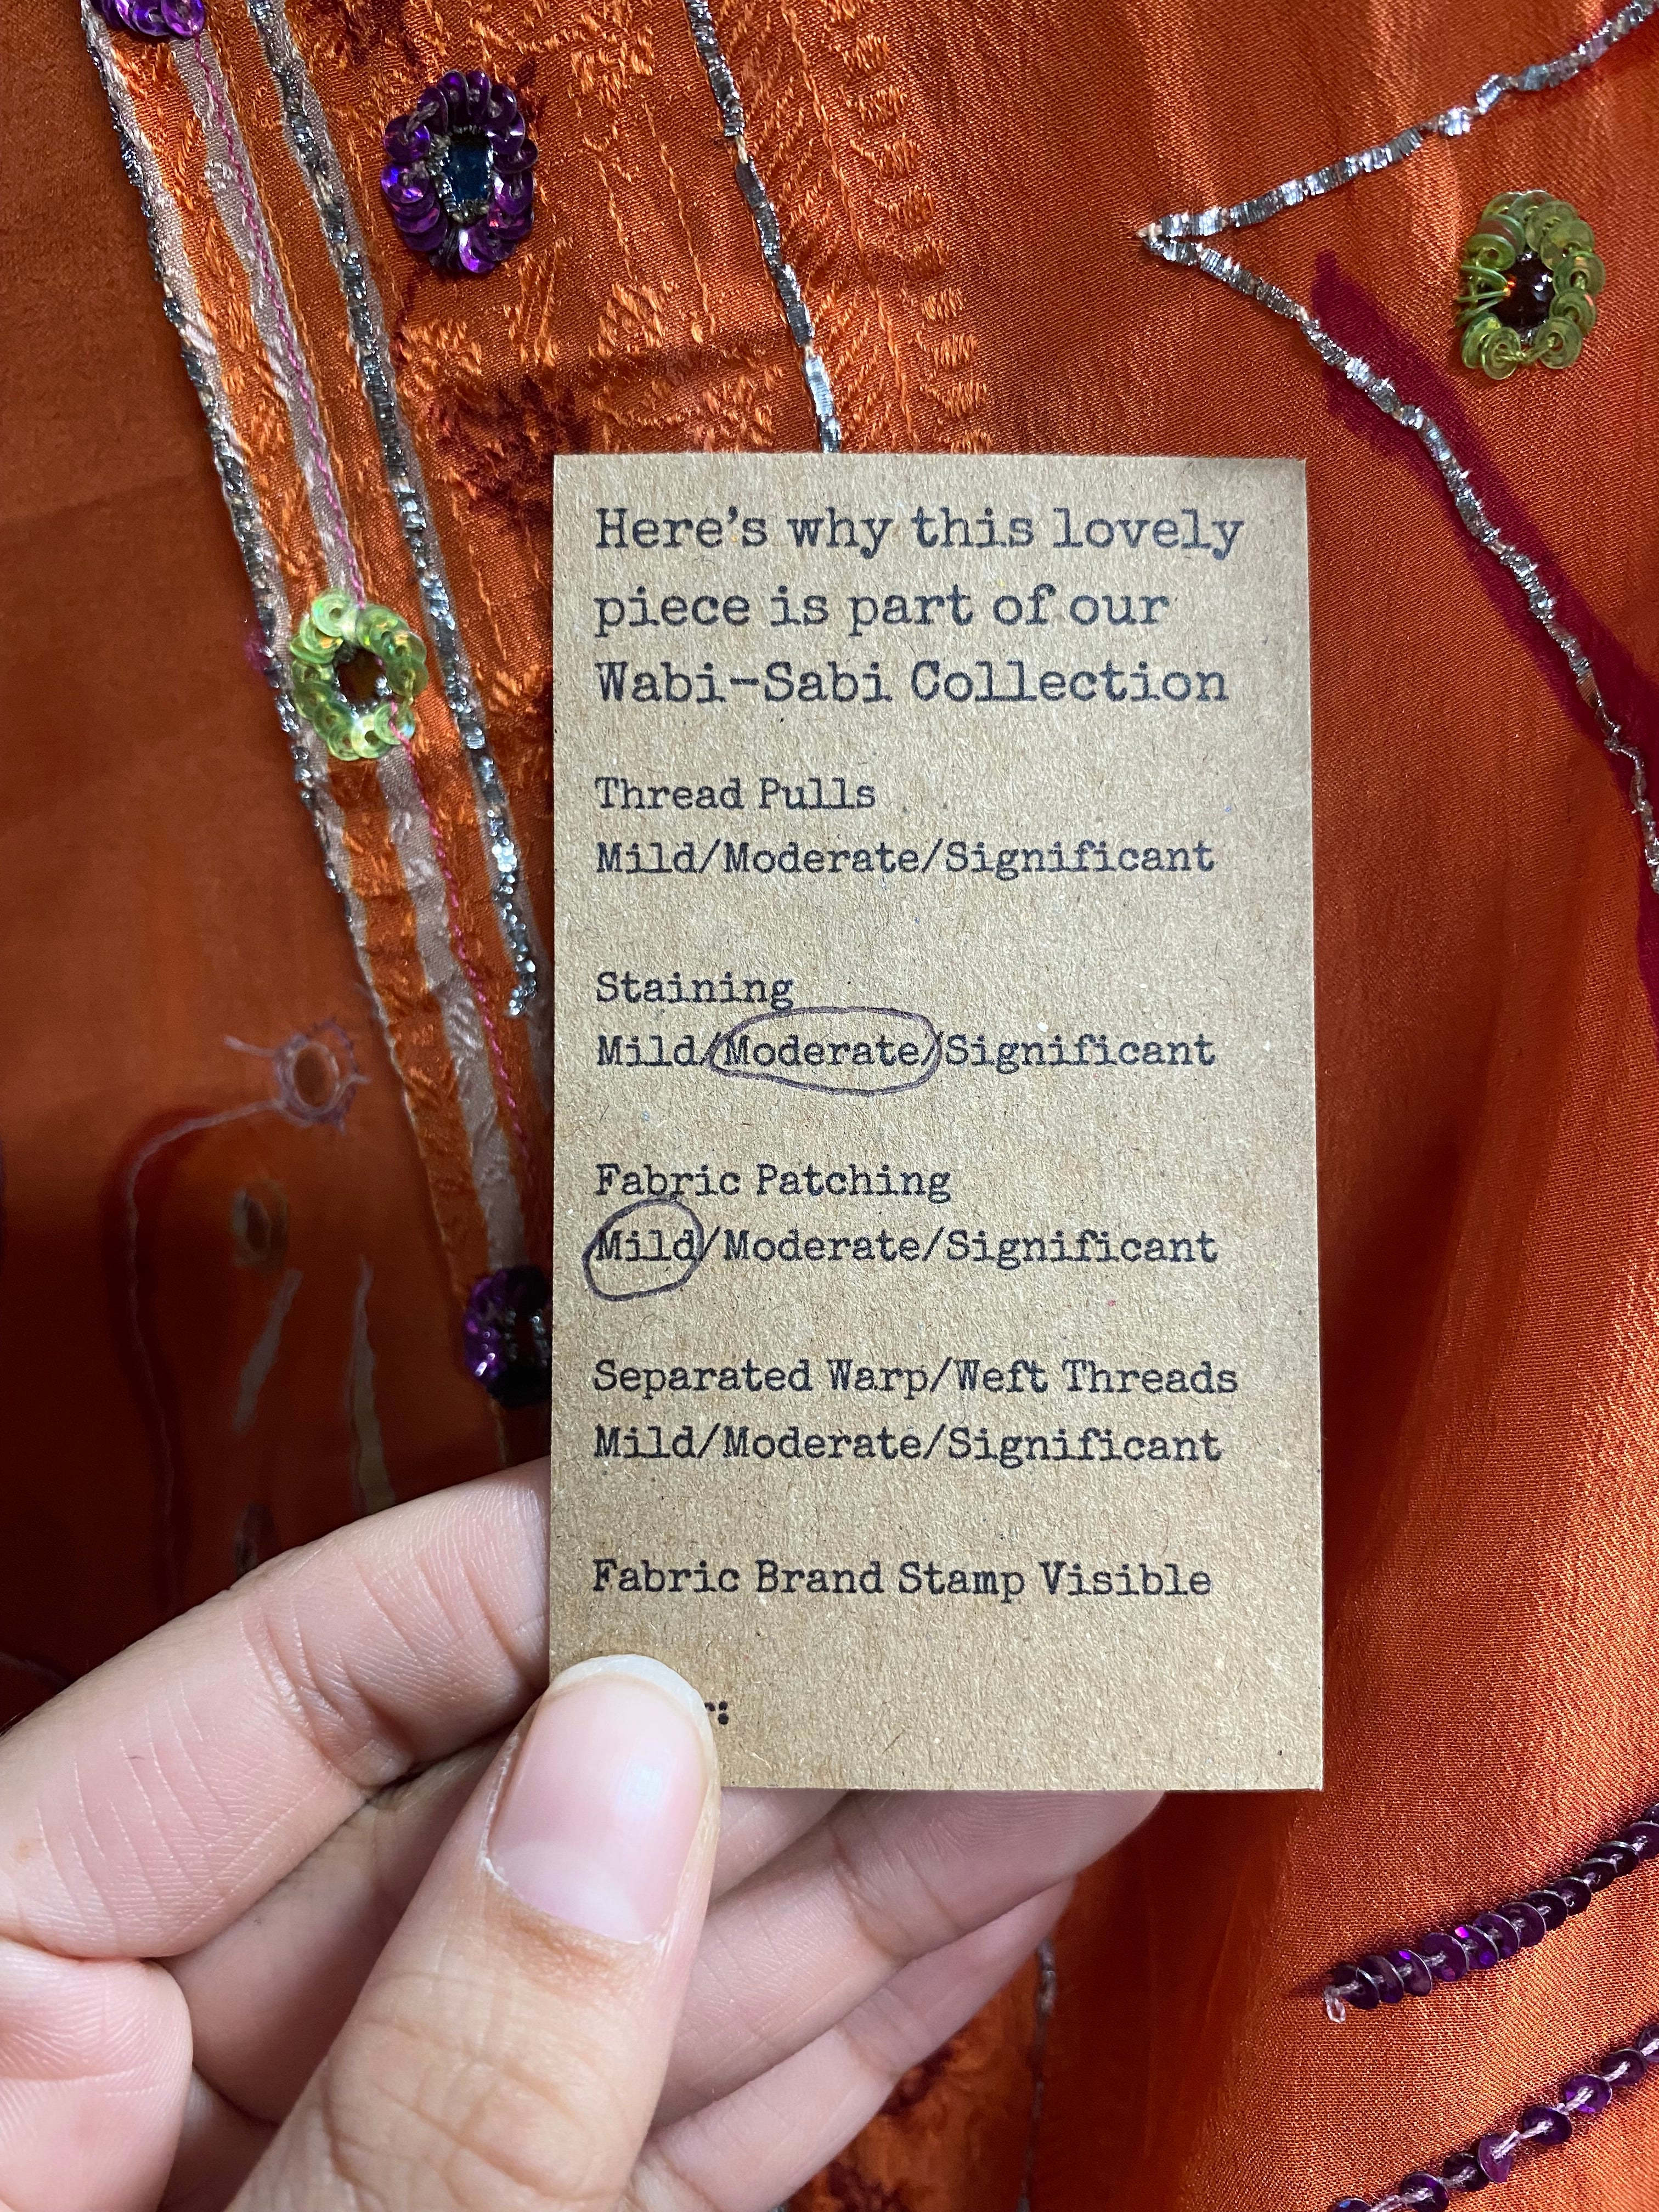 Here's why this lovely
piece is part of our
Wabi-Sabi Collection
Thread Pulls
Mild/Moderate/Significant
Staining
Mild/Moderate/Significant
Fabric Patching
Mild/Moderate/Significant
Separated Warp/Weft Threads
Mild/Moderate/Significant
Fabric Brand Stamp Visible